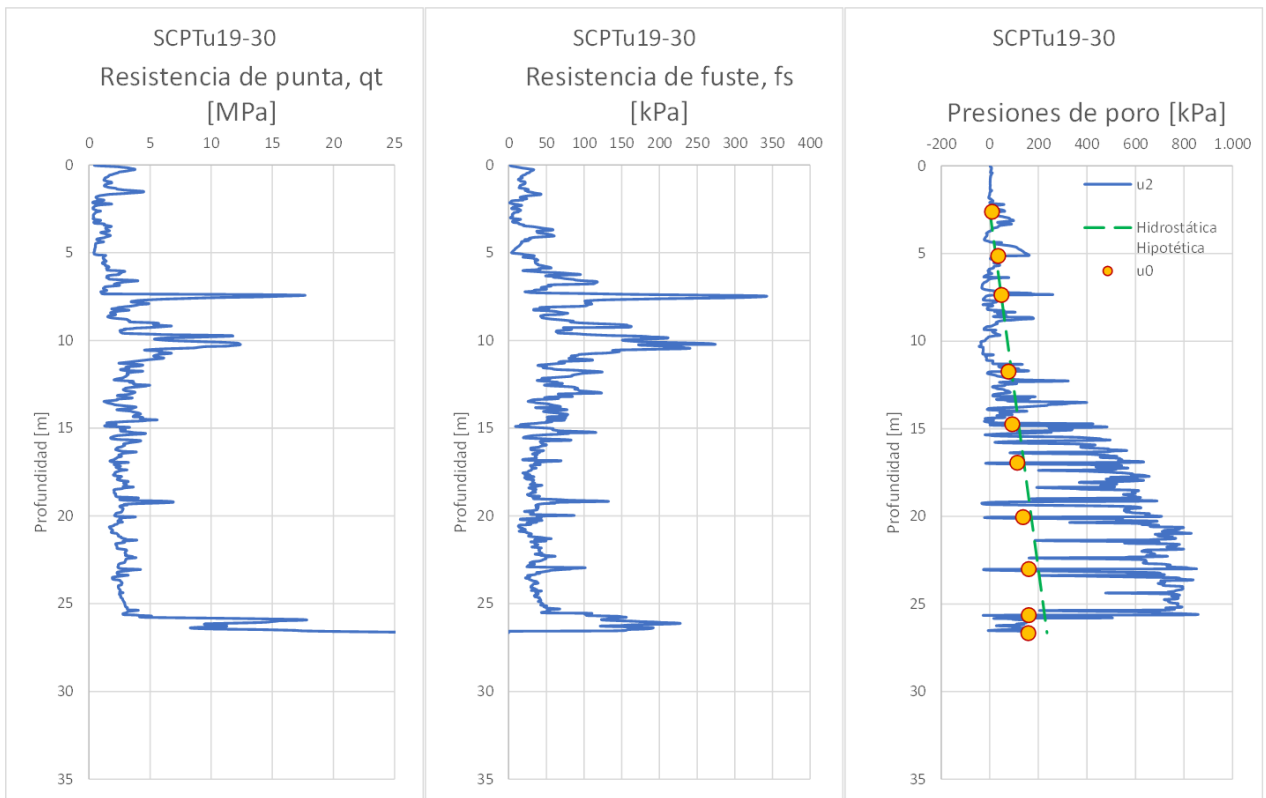 SCPTu19-30
Resistencia de punta, qt
[MPa]
0 5 10 15 20 25
0
5
10
15
20
25
30
35
Profundidad [m]
SCPTu19-30
Resistencia de fuste, fs
[kPa]
0 50 100 150 200 250 300 350 400
0
5
10
15
20
25
30
35
Profundidad [m]
SCPTu19-30
Presiones de poro [kPa]
-200 0 200 400 600 800 1.000
0
5
10
15
20
25
30
35
Profundidad [m]
u2
Hidrostática
Hipotética
u0